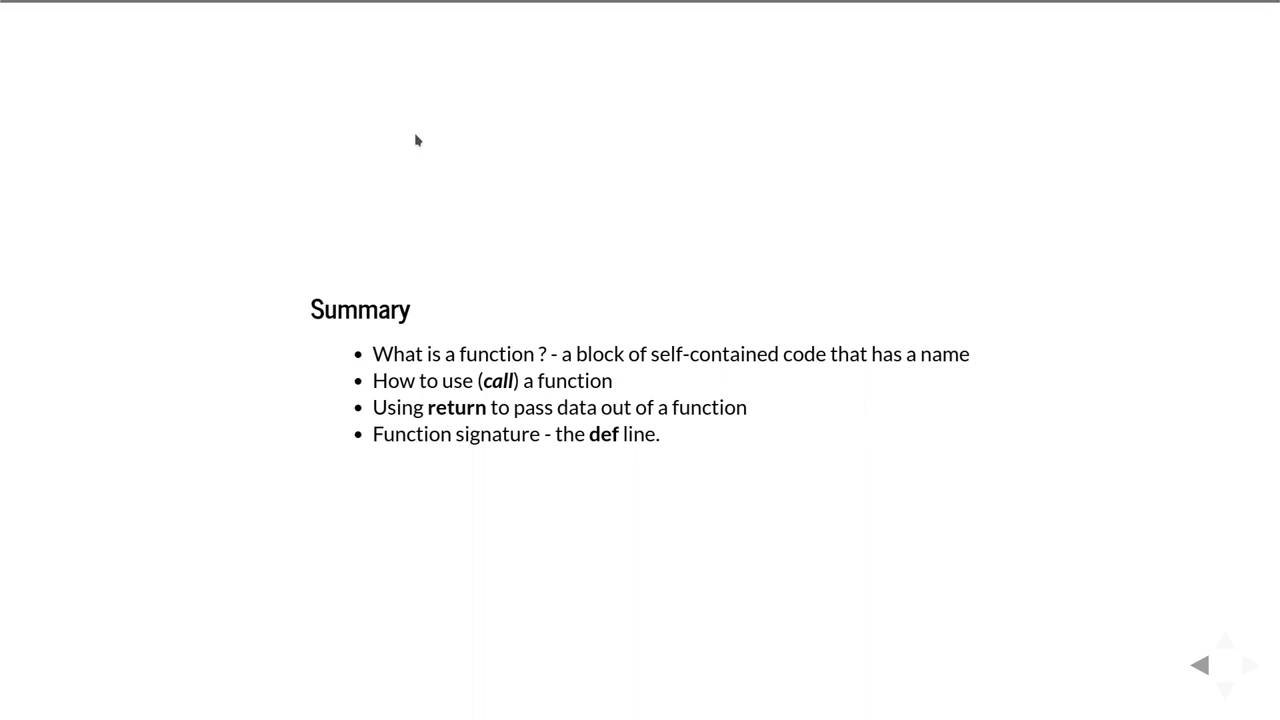 Summary
• What is a function ? - a block of self-contained code that has a name
• How to use (call) a function
• Using return to pass data out of a function
• Function signature - the def line.